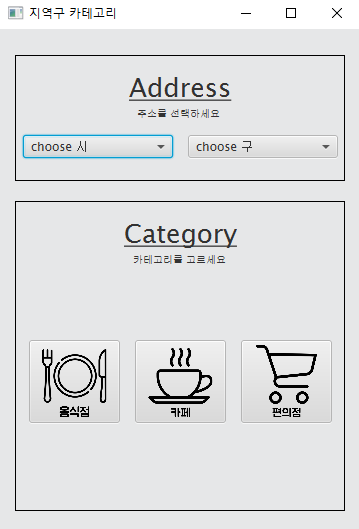 지역구 카테고리
Address
주소를 선택하세요
choose 시
choose 구
Category
카테고리를 고르세요
음식점
카페
편의점